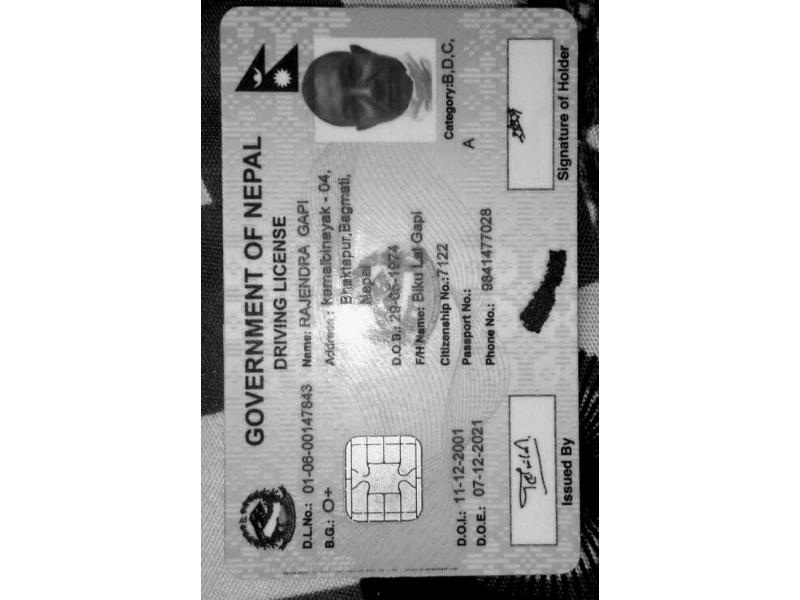 GOVERNMENT OF NEPAL
DRIVING LICENSE
D.L.No.: 01-06-00147843
B.G.: O+
Name: RAJENDRA GAPI
Address: Kamalbinayak - 04,
Bhaktapur,Bagmati,
Nepal
D.O.B.: 29-05-1974
F/H Name: Biku Lal Gapi
Citizenship No.:7122
Passport No.:
Phone No.: 9841477028
Category:B,D,C,
A
D.O.I.: 11-12-2001
D.O.E.: 07-12-2021
Issued By
Signature of Holder